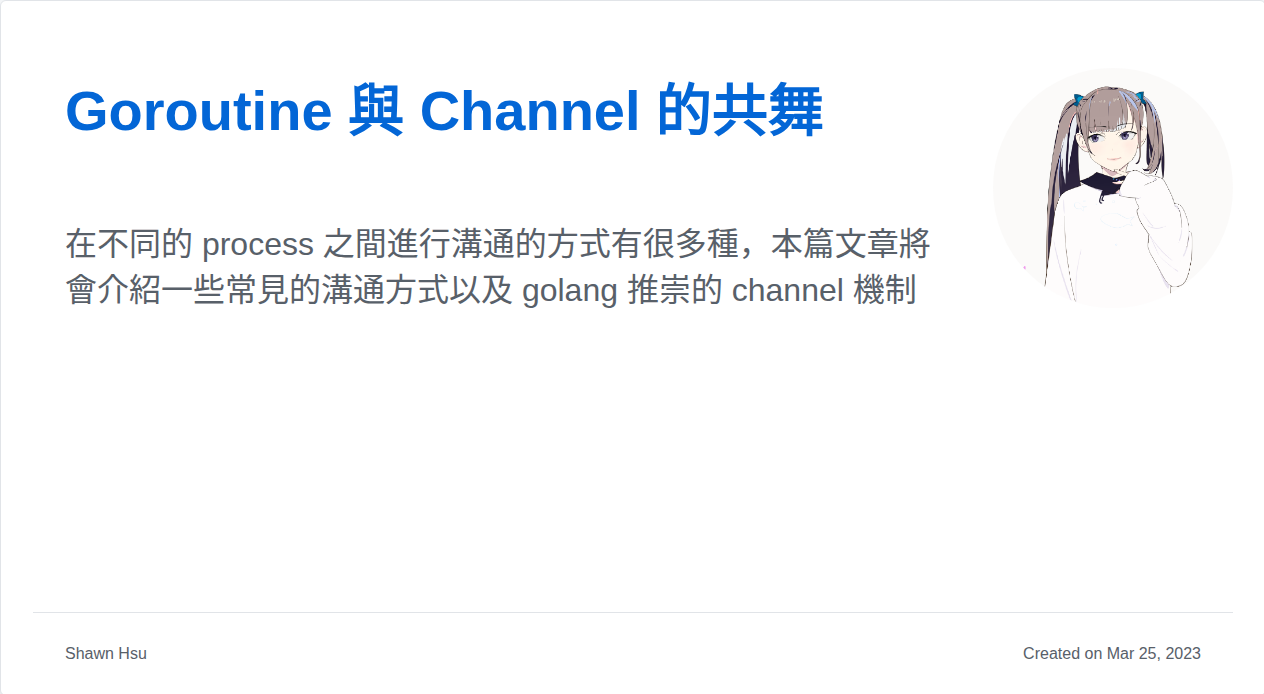 Goroutine 與 Channel 的共舞
在不同的 process 之間進行溝通的方式有很多種，本篇文章將
會介紹一些常見的溝通方式以及 golang 推崇的 channel 機制
Shawn Hsu
Created on Mar 25, 2023